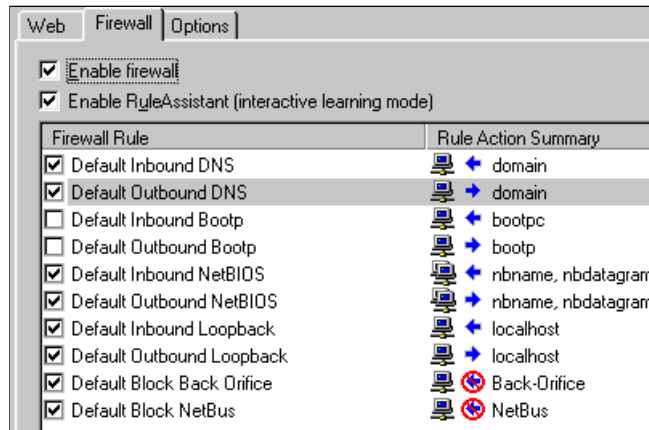 Web Firewall Options
Enable firewall
Enable RuleAssistant (interactive learning mode)
Firewall Rule Rule Action Summary
Default Inbound DNS domain
Default Outbound DNS domain
Default Inbound Bootp bootpc
Default Outbound Bootp bootp
Default Inbound NetBIOS nbname, nbdatagram
Default Outbound NetBIOS nbname, nbdatagram
Default Inbound Loopback localhost
Default Outbound Loopback localhost
Default Block Back Orifice Back-Orifice
Default Block NetBus NetBus